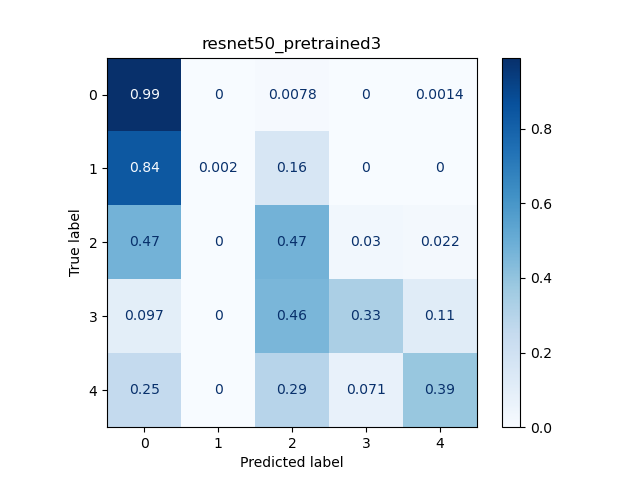 resnet50_pretrained3
True label
0 0.99 0 0.0078 0 0.0014
1 0.84 0.002 0.16 0 0
2 0.47 0 0.47 0.03 0.022
3 0.097 0 0.46 0.33 0.11
4 0.25 0 0.29 0.071 0.39
0 1 2 3 4
Predicted label
0.8
0.6
0.4
0.2
0.0